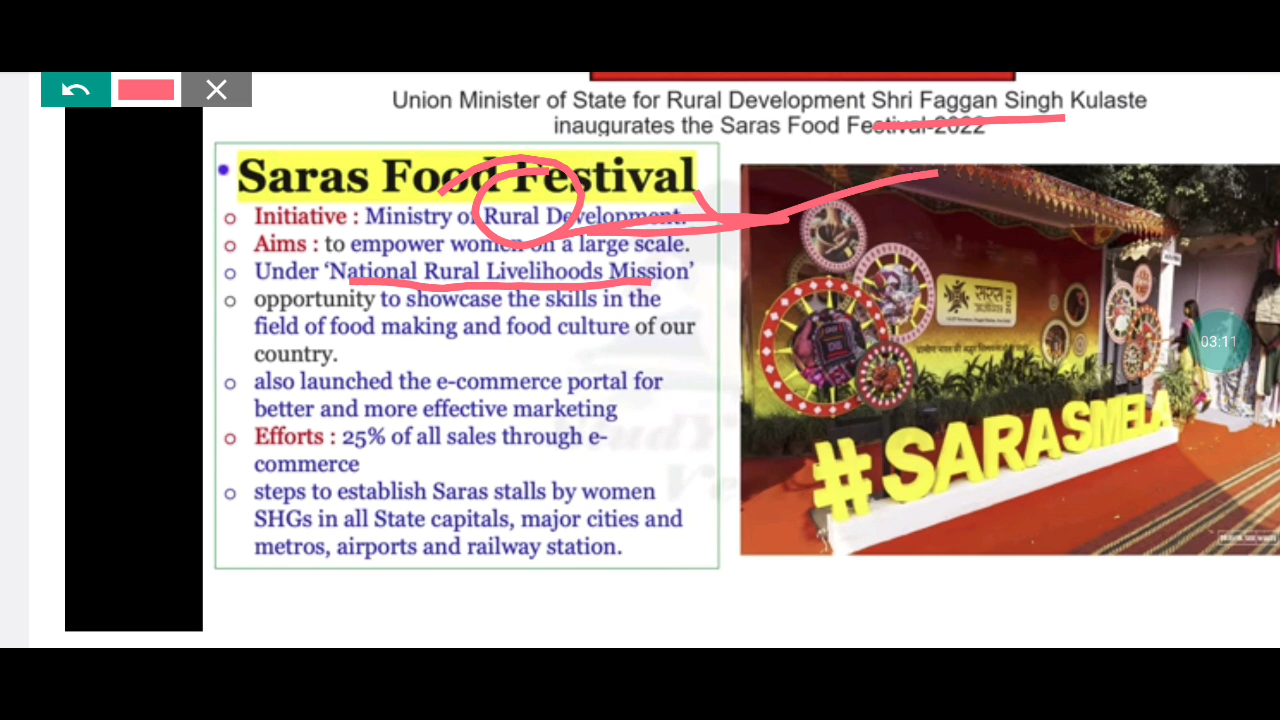 Union Minister of State for Rural Development Shri Faggan Singh Kulaste
inaugurates the Saras Food Festival-2022
• Saras Food Festival
o Initiative : Ministry of Rural Development.
o Aims : to empower women on a large scale.
o Under ‘National Rural Livelihoods Mission’
o opportunity to showcase the skills in the
field of food making and food culture of our
country.
o also launched the e-commerce portal for
better and more effective marketing
o Efforts : 25% of all sales through e-
commerce
o steps to establish Saras stalls by women
SHGs in all State capitals, major cities and
metros, airports and railway station.
सरस
#SARASMELA
03:11